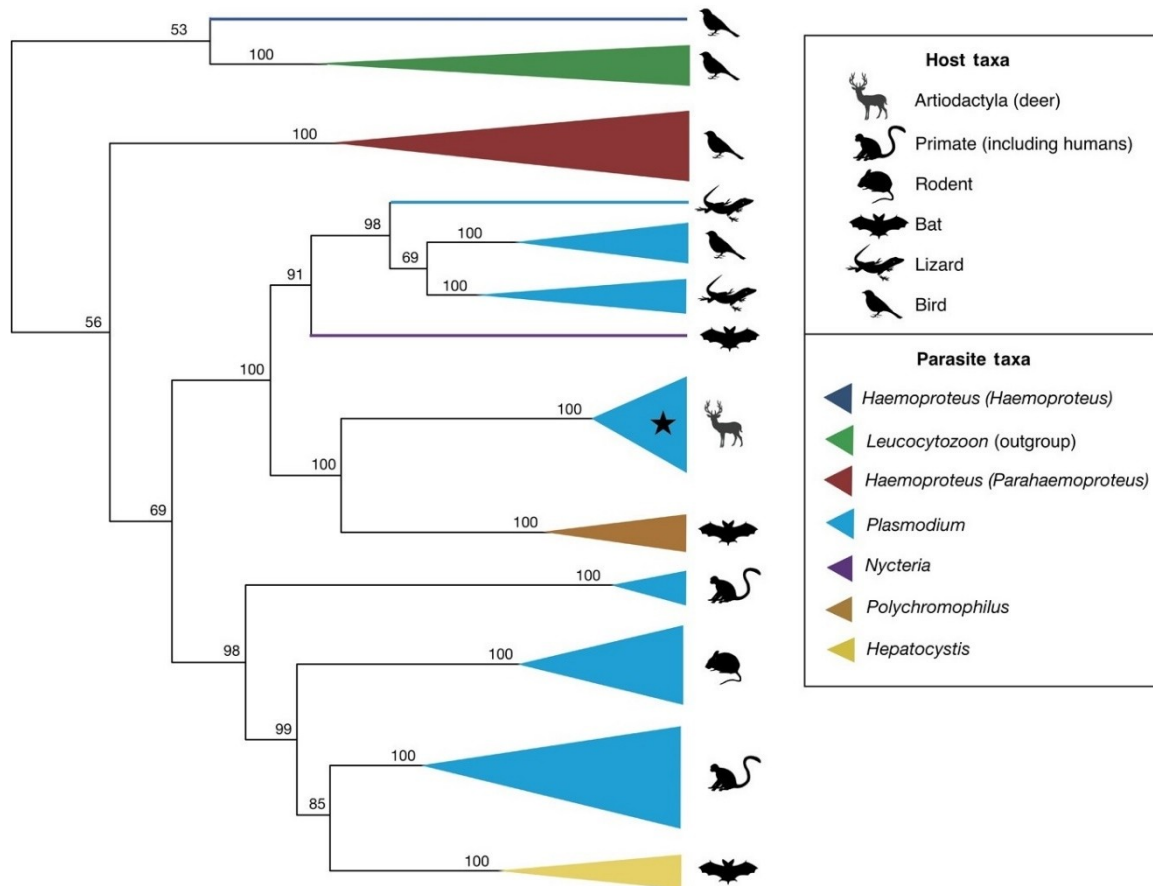 53
100
100
98
100
69
100
91
56
100
100
100
100
69
100
98
100
99
100
85
100
Host taxa
Artiodactyla (deer)
Primate (including humans)
Rodent
Bat
Lizard
Bird
Parasite taxa
Haemoproteus (Haemoproteus)
Leucocytozoon (outgroup)
Haemoproteus (Parahaemoproteus)
Plasmodium
Nycteria
Polychromophilus
Hepatocystis